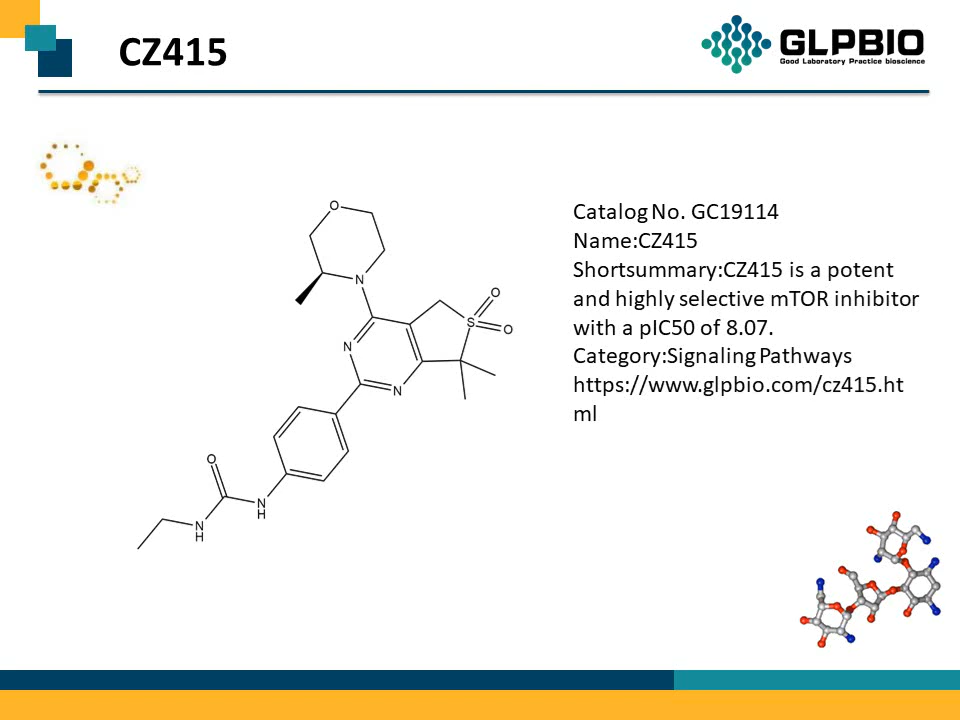 CZ415
GLPBIO
Good Laboratory Practice bioscience
Catalog No. GC19114
Name:CZ415
Shortsummary:CZ415 is a potent
and highly selective mTOR inhibitor
with a pIC50 of 8.07.
Category:Signaling Pathways
https://www.glpbio.com/cz415.ht
ml
O
N
O
S
O
N
N
O
N
H
N
H